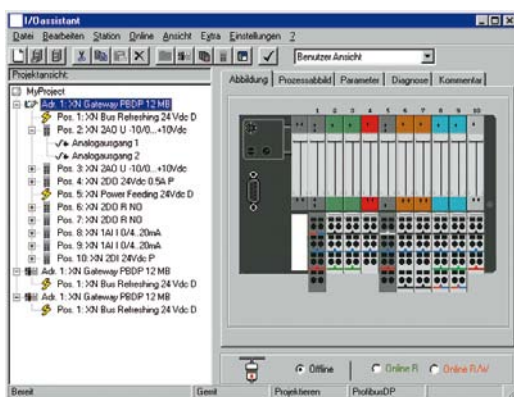 I/Oassistant
Datei Bearbeiten Station Online Ansicht Extra Einstellungen ?
Benutzer Ansicht
Projektansicht:
Abbildung Prozessabbild Parameter Diagnose Kommentar
MyProject
Adr. 1: XN Gateway PBDP 12 MB
Pos. 1: XN Bus Refreshing 24 Vdc D
Pos. 2: XN 2AO U -10/0...+10Vdc
Analogausgang 1
Analogausgang 2
Pos. 3: XN 2AO U -10/0...+10Vdc
Pos. 4: XN 2DO 24Vdc 0.5A P
Pos. 5: XN Power Feeding 24Vdc D
Pos. 6: XN 2DO R NO
Pos. 7: XN 2DO R NO
Pos. 8: XN 1AI I 0/4..20mA
Pos. 9: XN 1AI I 0/4..20mA
Pos. 10: XN 2DI 24Vdc P
Adr. 1: XN Gateway PBDP 12 MB
Pos. 1: XN Bus Refreshing 24 Vdc D
Adr. 1: XN Gateway PBDP 12 MB
Pos. 1: XN Bus Refreshing 24 Vdc D
1 2 3 4 5 6 7 8 9 10
Offline Online R Online R/W
Bereit Gerät Projektieren ProfibusDP